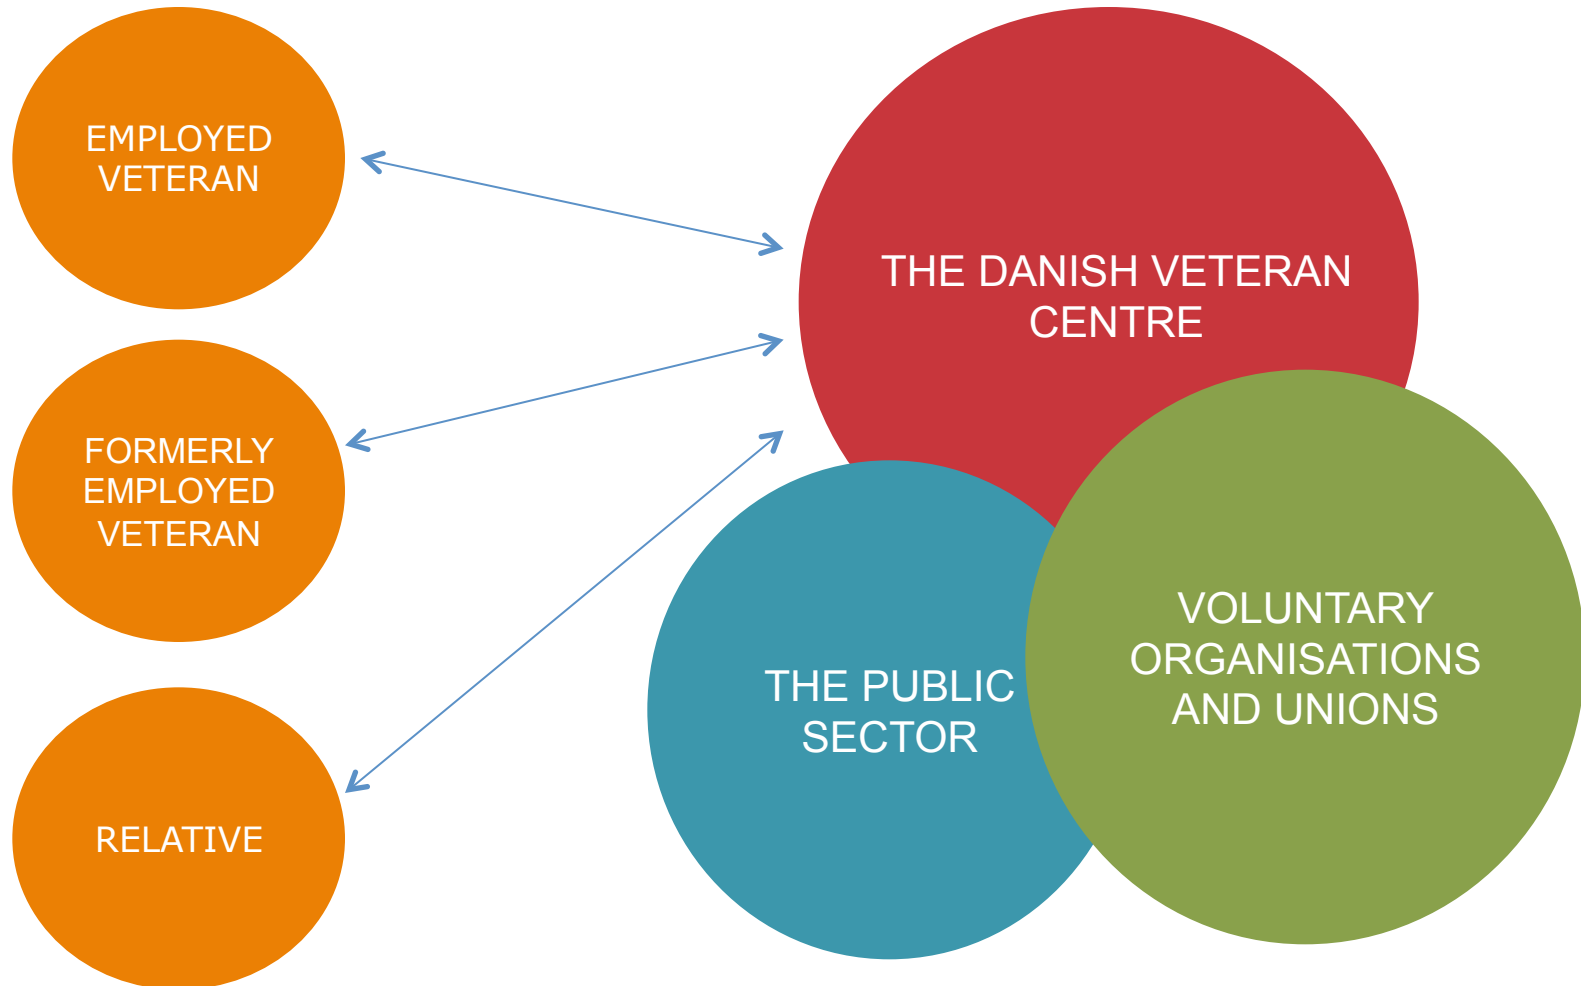 EMPLOYED
VETERAN
FORMERLY
EMPLOYED
VETERAN
RELATIVE
THE DANISH VETERAN
CENTRE
THE PUBLIC
SECTOR
VOLUNTARY
ORGANISATIONS
AND UNIONS